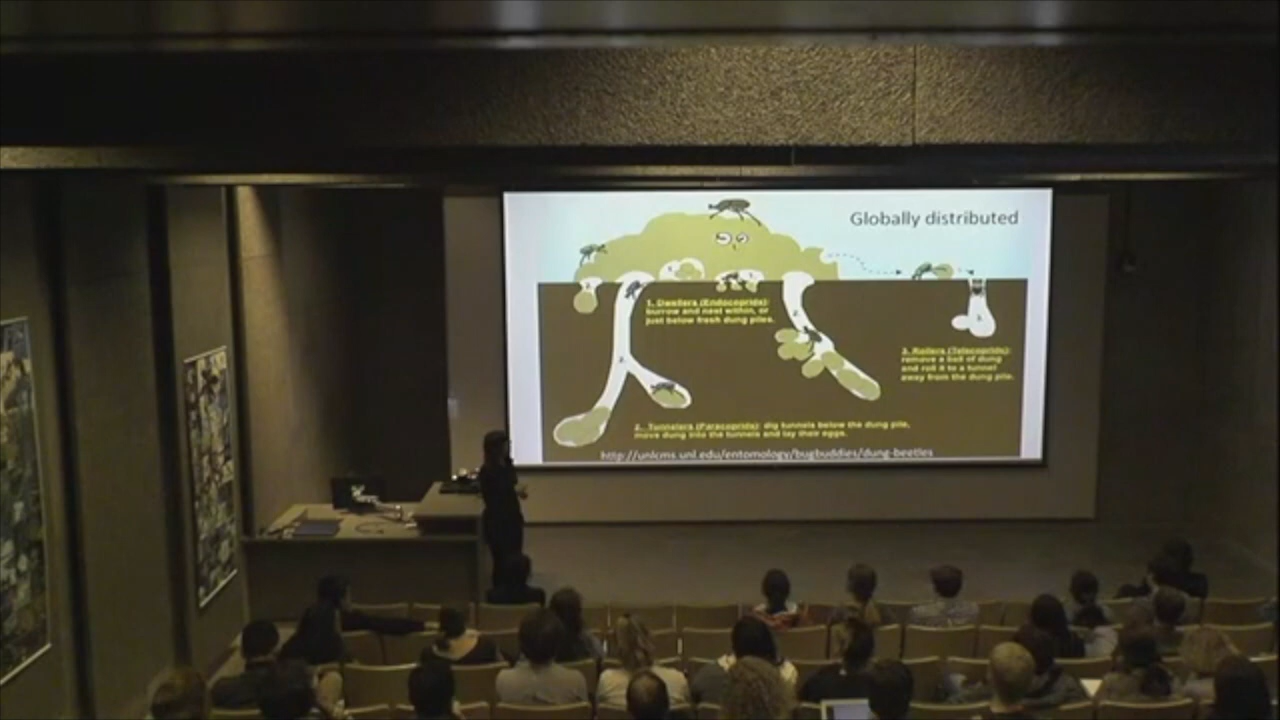 Globally distributed
1. Dwellers (Endocoprids):
burrow and nest within, or
just below fresh dung piles.
3. Rollers (Telecoprids):
remove a ball of dung
and roll it to a tunnel
away from the dung pile.
2. Tunnelers (Paracoprids): dig tunnels below the dung pile,
move dung into the tunnels and lay their eggs.
http://unlcms.unl.edu/entomology/bugbuddies/dung-beetles